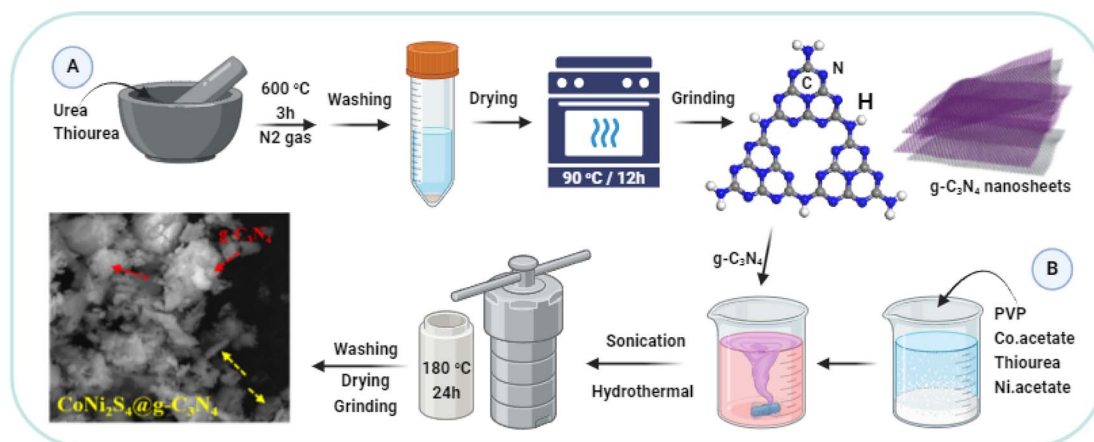 A
Urea
Thiourea
600 °C
3h
N2 gas
Washing
Drying
90 °C / 12h
Grinding
N
C
H
g-C₃N₄ nanosheets
g-C₃N₄
B
PVP
Co.acetate
Thiourea
Ni.acetate
Sonication
Hydrothermal
180 °C
24h
Washing
Drying
Grinding
g-C₃N₄
CoNi₂S₄@g-C₃N₄